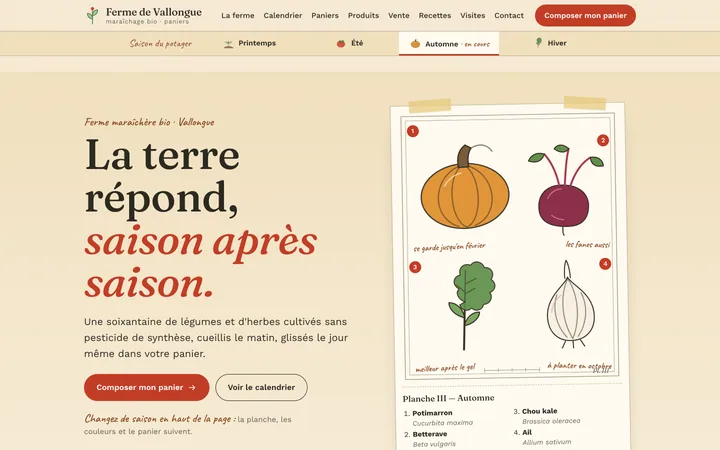 Ferme de Vallongue
maraîchage bio · paniers
La ferme Calendrier Paniers Produits Vente Recettes Visites Contact Composer mon panier
Saison du potager Printemps Été Automne · en cours Hiver
Ferme maraîchère bio · Vallongue
La terre
répond,
saison après
saison.
Une soixantaine de légumes et d'herbes cultivés sans
pesticide de synthèse, cueillis le matin, glissés le jour
même dans votre panier.
Composer mon panier → Voir le calendrier
Changez de saison en haut de la page : la planche, les
couleurs et le panier suivent.
1
2
se garde jusqu'en février
les fanes aussi
3
4
meilleur après le gel
à planter en octobre
Planche III — Automne
1. Potimarron
Cucurbita maxima
2. Betterave
Beta vulgaris
3. Chou kale
Brassica oleracea
4. Ail
Allium sativum